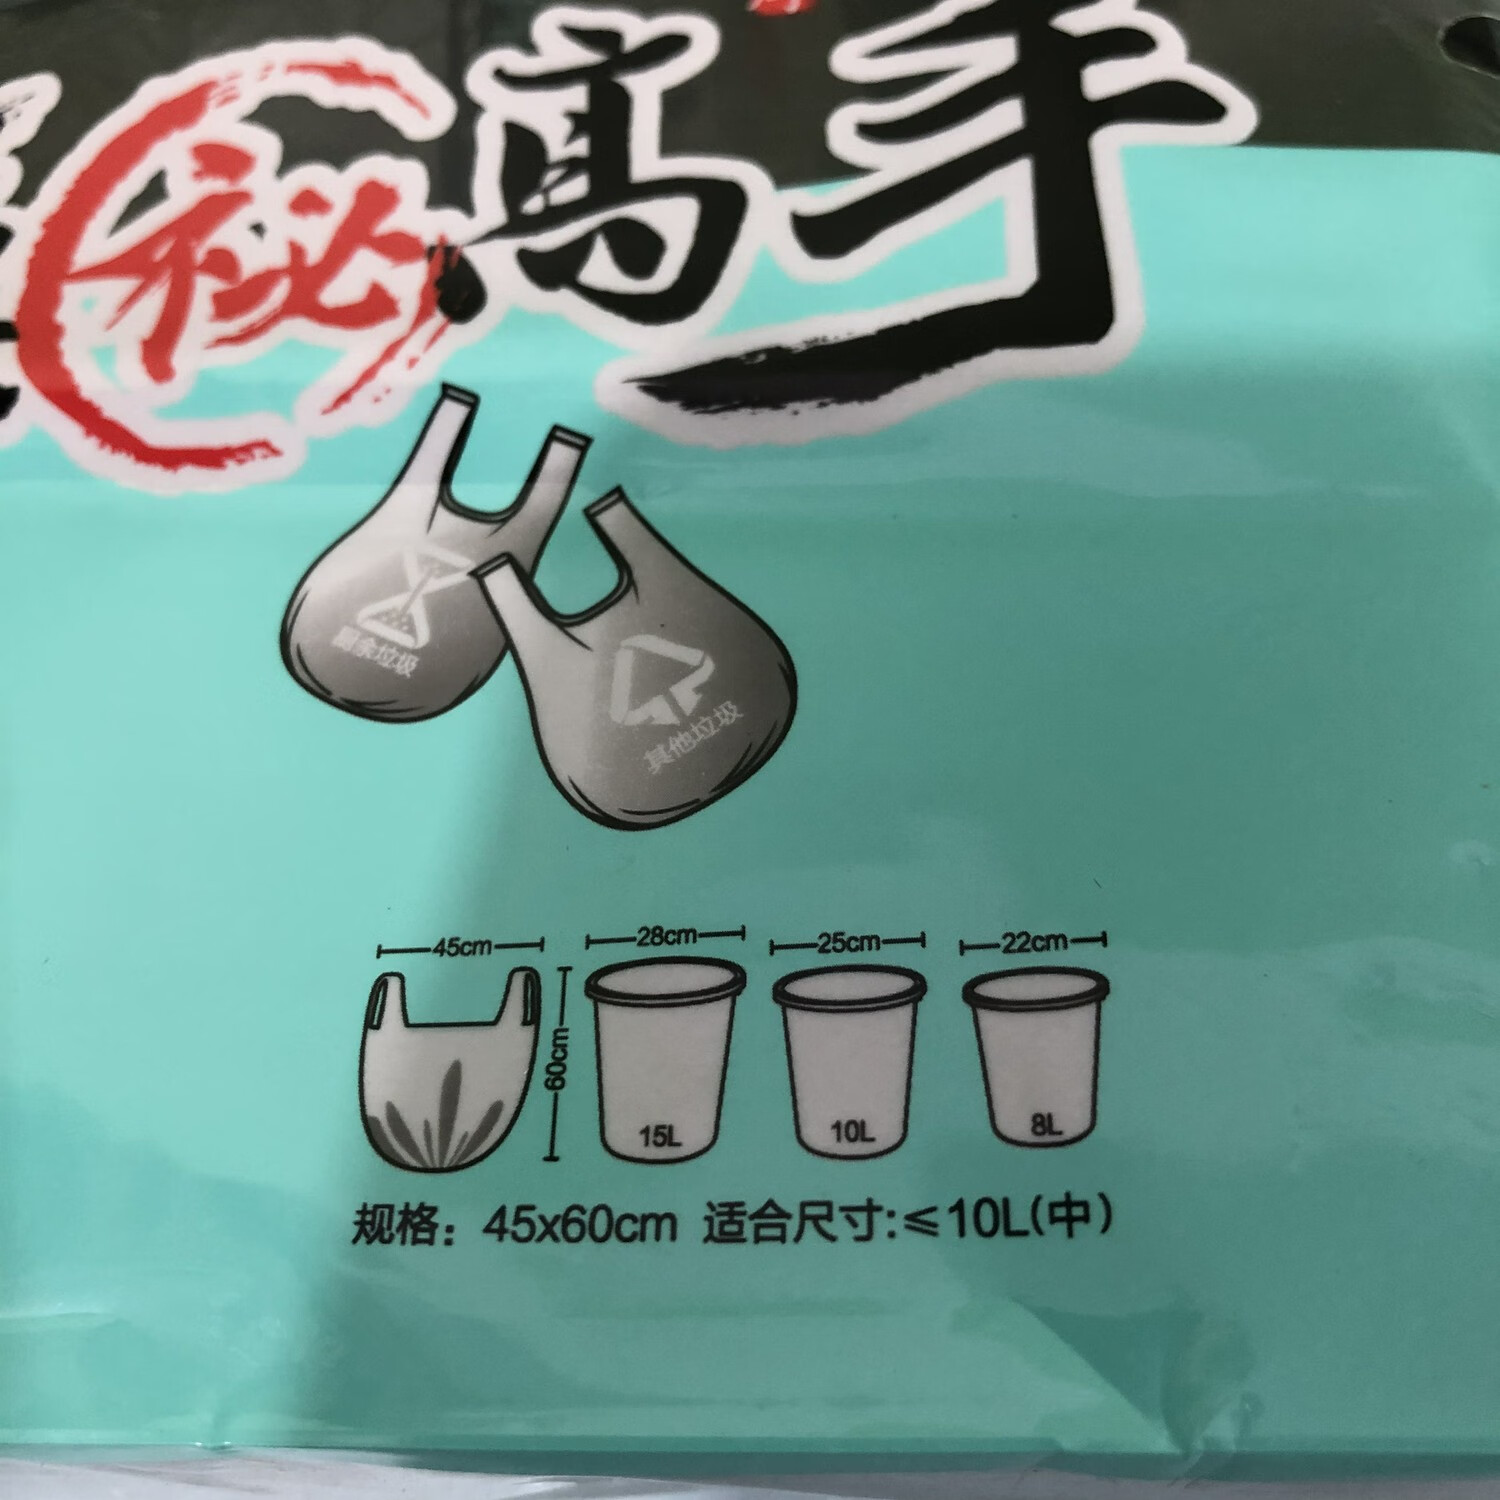 秘高手
剩余垃圾
其他垃圾
45cm 28cm 25cm 22cm
60cm
15L 10L 8L
规格：45x60cm 适合尺寸:≤10L(中)